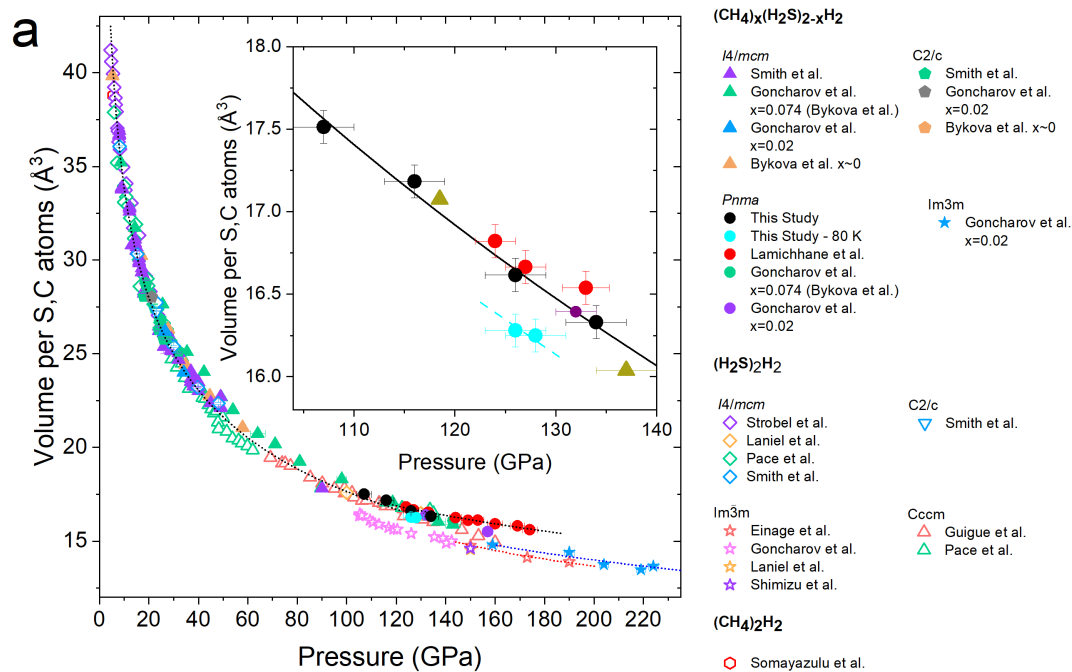 a
Volume per S,C atoms (Å³)
40
35
30
25
20
15
0
20
40
60
80
100
120
140
160
180
200
220
Pressure (GPa)
Volume per S,C atoms (Å³)
18.0
17.5
17.0
16.5
16.0
110
120
130
140
Pressure (GPa)
(CH4)x(H2S)2-xH2
I4/mcm
Smith et al.
Goncharov et al.
x=0.074 (Bykova et al.)
Goncharov et al.
x=0.02
Bykova et al. x~0
C2/c
Smith et al.
Goncharov et al.
x=0.02
Bykova et al. x~0
Pnma
This Study
This Study - 80 K
Lamichhane et al.
Goncharov et al.
x=0.074 (Bykova et al.)
Goncharov et al.
x=0.02
Im3m
Goncharov et al.
x=0.02
(H2S)2H2
I4/mcm
Strobel et al.
Laniel et al.
Pace et al.
Smith et al.
C2/c
Smith et al.
Im3̄m
Einage et al.
Goncharov et al.
Laniel et al.
Shimizu et al.
Cccm
Guigue et al.
Pace et al.
(CH4)2H2
Somayazulu et al.